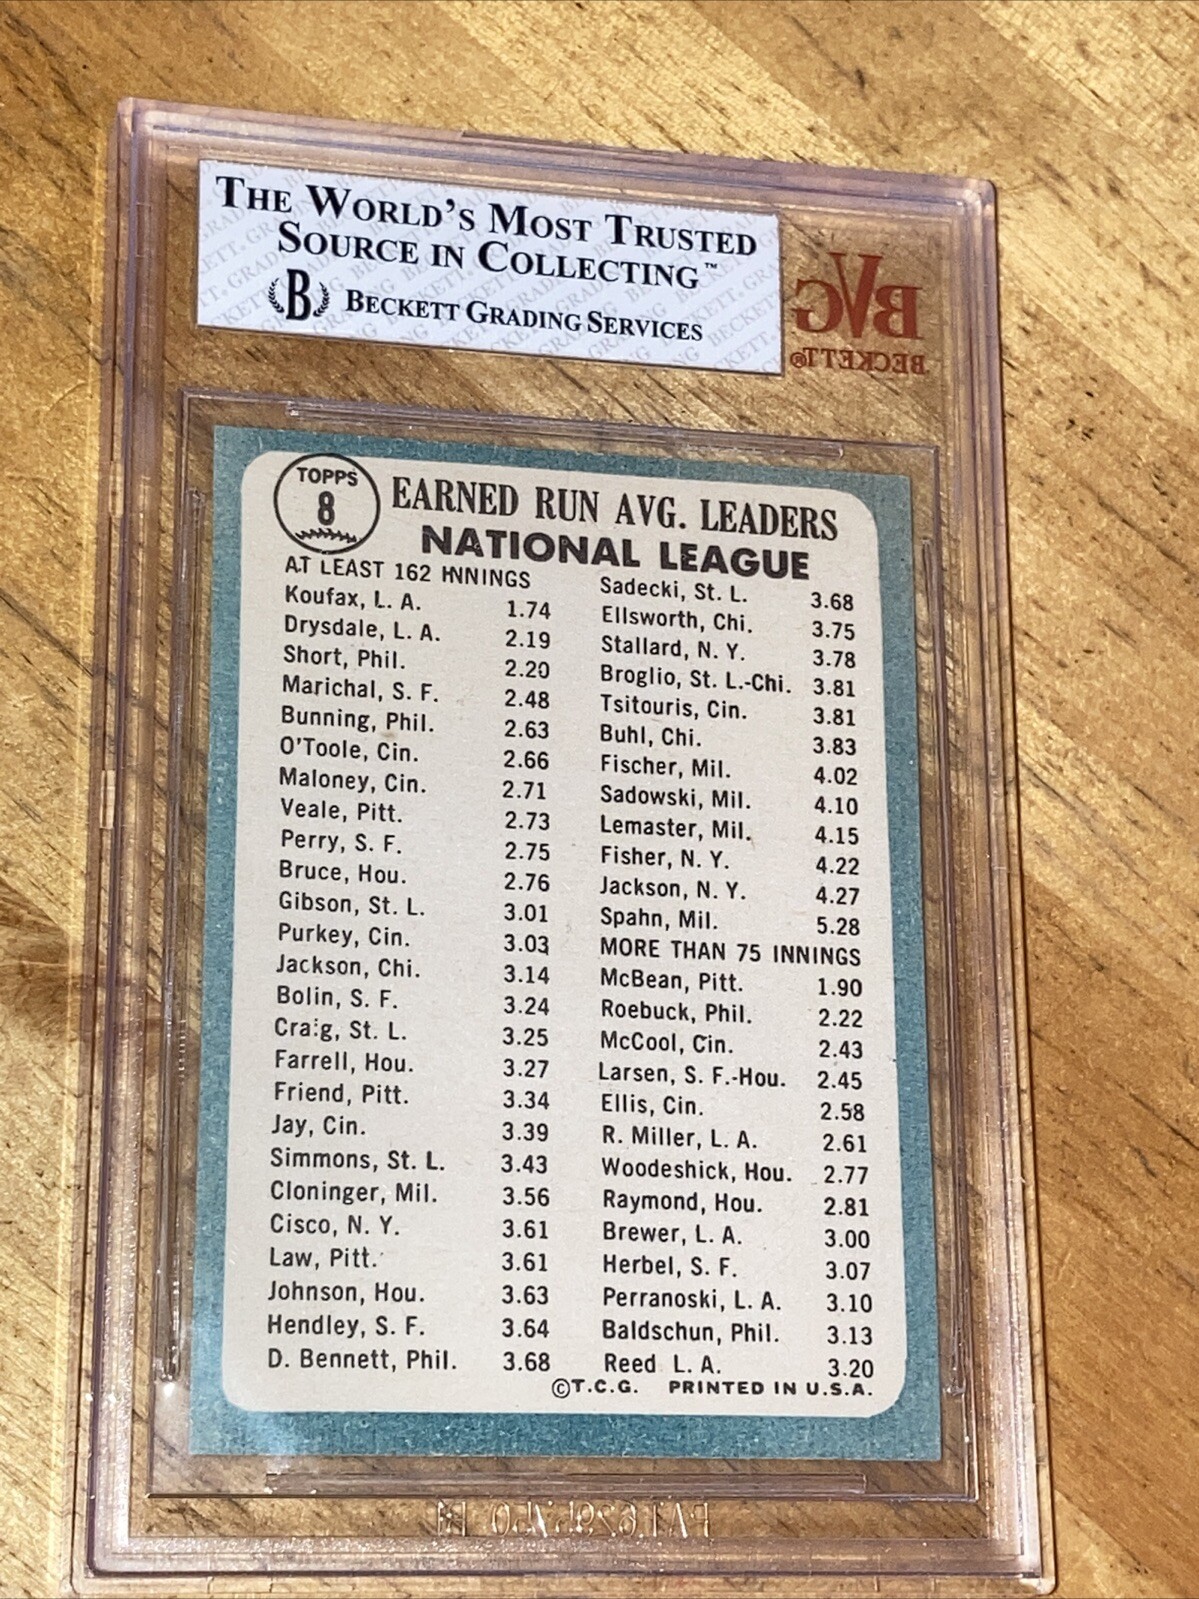 THE WORLD'S MOST TRUSTED
SOURCE IN COLLECTING™
B BECKETT GRADING SERVICES
BVG
BECKETT®
TOPPS
8
EARNED RUN AVG. LEADERS
NATIONAL LEAGUE
AT LEAST 162 INNINGS
Koufax, L. A. 1.74
Drysdale, L. A. 2.19
Short, Phil. 2.20
Marichal, S. F. 2.48
Bunning, Phil. 2.63
O'Toole, Cin. 2.66
Maloney, Cin. 2.71
Veale, Pitt. 2.73
Perry, S. F. 2.75
Bruce, Hou. 2.76
Gibson, St. L. 3.01
Purkey, Cin. 3.03
Jackson, Chi. 3.14
Bolin, S. F. 3.24
Craig, St. L. 3.25
Farrell, Hou. 3.27
Friend, Pitt. 3.34
Jay, Cin. 3.39
Simmons, St. L. 3.43
Cloninger, Mil. 3.56
Cisco, N. Y. 3.61
Law, Pitt. 3.61
Johnson, Hou. 3.63
Hendley, S. F. 3.64
D. Bennett, Phil. 3.68
Sadecki, St. L. 3.68
Ellsworth, Chi. 3.75
Stallard, N. Y. 3.78
Broglio, St. L.-Chi. 3.81
Tsitouris, Cin. 3.81
Buhl, Chi. 3.83
Fischer, Mil. 4.02
Sadowski, Mil. 4.10
Lemaster, Mil. 4.15
Fisher, N. Y. 4.22
Jackson, N. Y. 4.27
Spahn, Mil. 5.28
MORE THAN 75 INNINGS
McBean, Pitt. 1.90
Roebuck, Phil. 2.22
McCool, Cin. 2.43
Larsen, S. F.-Hou. 2.45
Ellis, Cin. 2.58
R. Miller, L. A. 2.61
Woodeshick, Hou. 2.77
Raymond, Hou. 2.81
Brewer, L. A. 3.00
Herbel, S. F. 3.07
Perranoski, L. A. 3.10
Baldschun, Phil. 3.13
Reed L. A. 3.20
©T.C.G. PRINTED IN U.S.A.